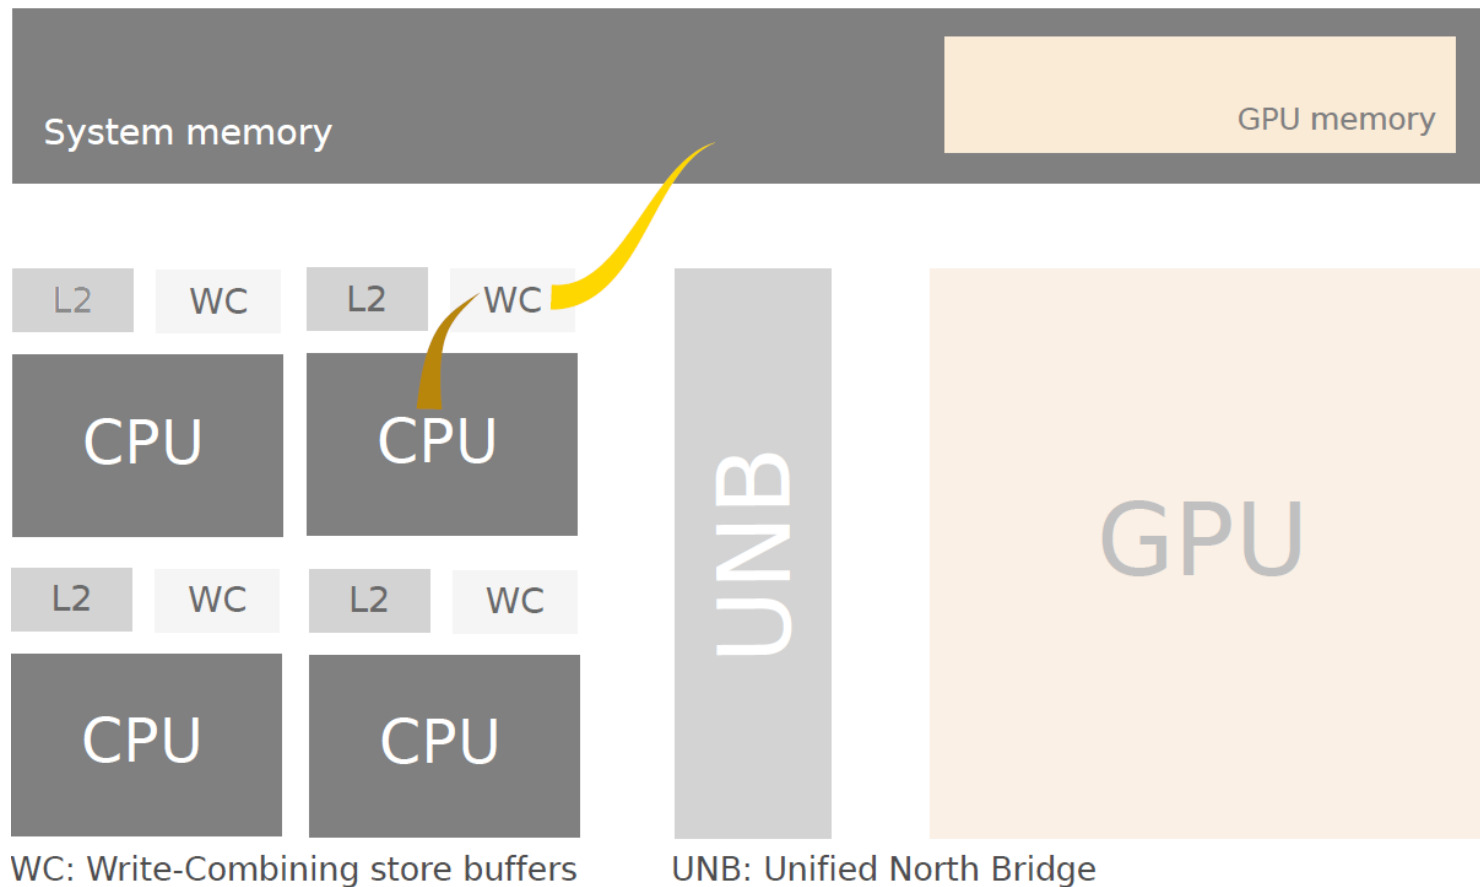 System memory
GPU memory
L2
WC
L2
WC
CPU
CPU
L2
WC
L2
WC
CPU
CPU
UNB
GPU
WC: Write-Combining store buffers
UNB: Unified North Bridge